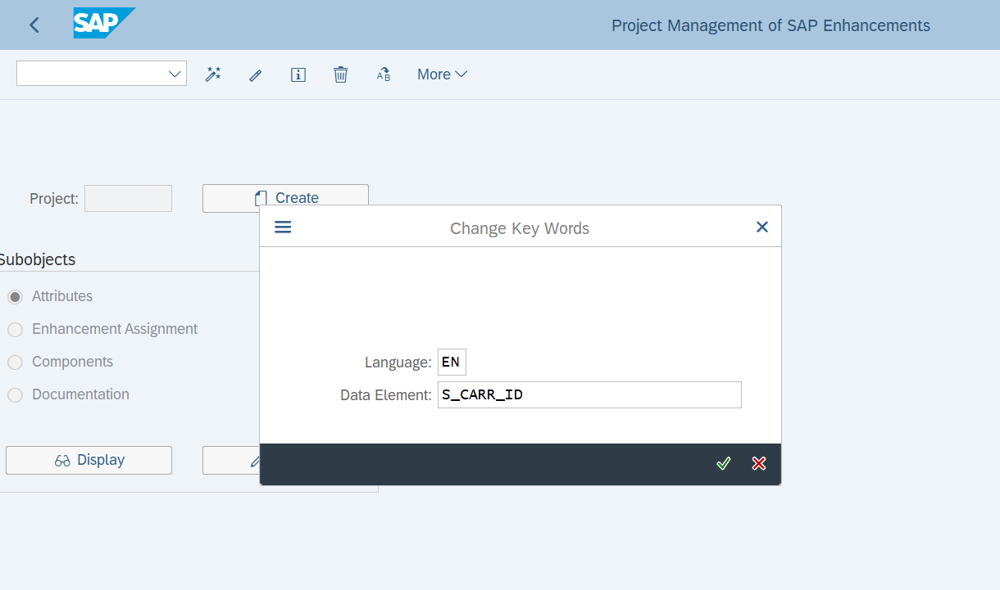 SAP
Project Management of SAP Enhancements
More
Project:
Create
Change Key Words
Subobjects
Attributes
Enhancement Assignment
Components
Documentation
Language: EN
Data Element: S_CARR_ID
Display